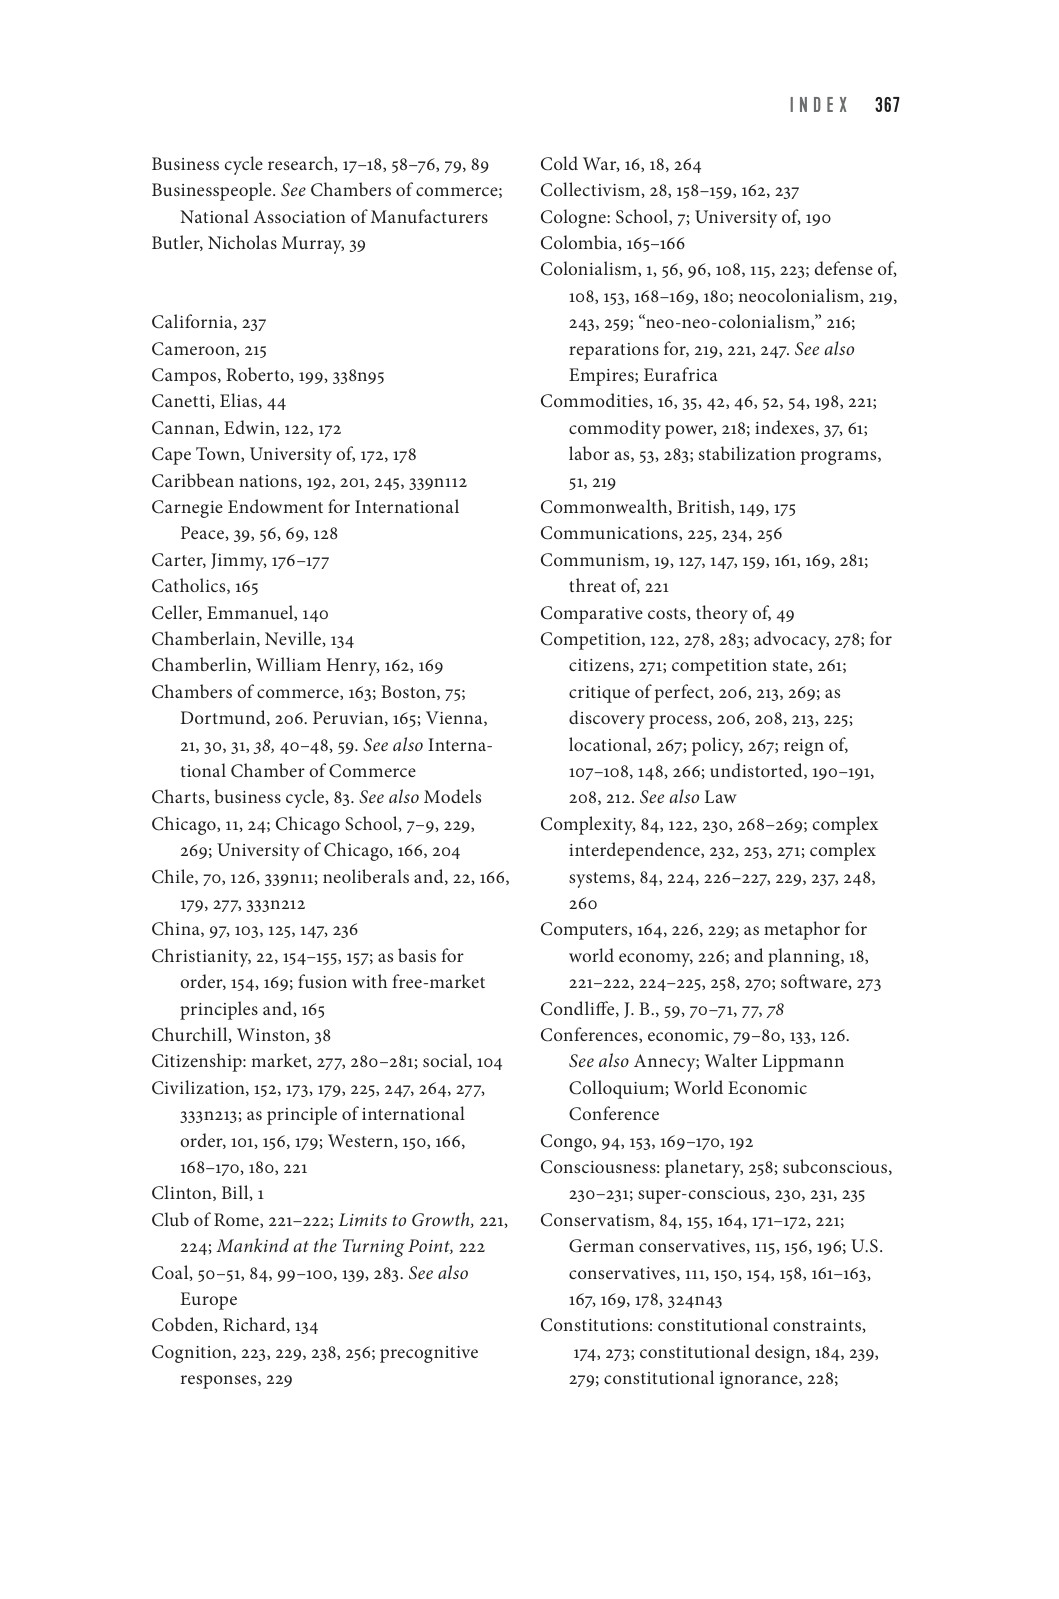 INDEX 367
Business cycle research, 17–18, 58–76, 79, 89
Businesspeople. See Chambers of commerce;
National Association of Manufacturers
Butler, Nicholas Murray, 39
California, 237
Cameroon, 215
Campos, Roberto, 199, 338n95
Canetti, Elias, 44
Cannan, Edwin, 122, 172
Cape Town, University of, 172, 178
Caribbean nations, 192, 201, 245, 339n112
Carnegie Endowment for International
Peace, 39, 56, 69, 128
Carter, Jimmy, 176–177
Catholics, 165
Celler, Emmanuel, 140
Chamberlain, Neville, 134
Chamberlin, William Henry, 162, 169
Chambers of commerce, 163; Boston, 75;
Dortmund, 206. Peruvian, 165; Vienna,
21, 30, 31, 38, 40–48, 59. See also Interna-
tional Chamber of Commerce
Charts, business cycle, 83. See also Models
Chicago, 11, 24; Chicago School, 7–9, 229,
269; University of Chicago, 166, 204
Chile, 70, 126, 339n11; neoliberals and, 22, 166,
179, 277, 333n212
China, 97, 103, 125, 147, 236
Christianity, 22, 154–155, 157; as basis for
order, 154, 169; fusion with free-market
principles and, 165
Churchill, Winston, 38
Citizenship: market, 277, 280–281; social, 104
Civilization, 152, 173, 179, 225, 247, 264, 277,
333n213; as principle of international
order, 101, 156, 179; Western, 150, 166,
168–170, 180, 221
Clinton, Bill, 1
Club of Rome, 221–222; Limits to Growth, 221,
224; Mankind at the Turning Point, 222
Coal, 50–51, 84, 99–100, 139, 283. See also
Europe
Cobden, Richard, 134
Cognition, 223, 229, 238, 256; precognitive
responses, 229
Cold War, 16, 18, 264
Collectivism, 28, 158–159, 162, 237
Cologne: School, 7; University of, 190
Colombia, 165–166
Colonialism, 1, 56, 96, 108, 115, 223; defense of,
108, 153, 168–169, 180; neocolonialism, 219,
243, 259; “neo-neo-colonialism,” 216;
reparations for, 219, 221, 247. See also
Empires; Eurafrica
Commodities, 16, 35, 42, 46, 52, 54, 198, 221;
commodity power, 218; indexes, 37, 61;
labor as, 53, 283; stabilization programs,
51, 219
Commonwealth, British, 149, 175
Communications, 225, 234, 256
Communism, 19, 127, 147, 159, 161, 169, 281;
threat of, 221
Comparative costs, theory of, 49
Competition, 122, 278, 283; advocacy, 278; for
citizens, 271; competition state, 261;
critique of perfect, 206, 213, 269; as
discovery process, 206, 208, 213, 225;
locational, 267; policy, 267; reign of,
107–108, 148, 266; undistorted, 190–191,
208, 212. See also Law
Complexity, 84, 122, 230, 268–269; complex
interdependence, 232, 253, 271; complex
systems, 84, 224, 226–227, 229, 237, 248,
260
Computers, 164, 226, 229; as metaphor for
world economy, 226; and planning, 18,
221–222, 224–225, 258, 270; software, 273
Condliffe, J. B., 59, 70–71, 77, 78
Conferences, economic, 79–80, 133, 126.
See also Annecy; Walter Lippmann
Colloquium; World Economic
Conference
Congo, 94, 153, 169–170, 192
Consciousness: planetary, 258; subconscious,
230–231; super-conscious, 230, 231, 235
Conservatism, 84, 155, 164, 171–172, 221;
German conservatives, 115, 156, 196; U.S.
conservatives, 111, 150, 154, 158, 161–163,
167, 169, 178, 324n43
Constitutions: constitutional constraints,
174, 273; constitutional design, 184, 239,
279; constitutional ignorance, 228;